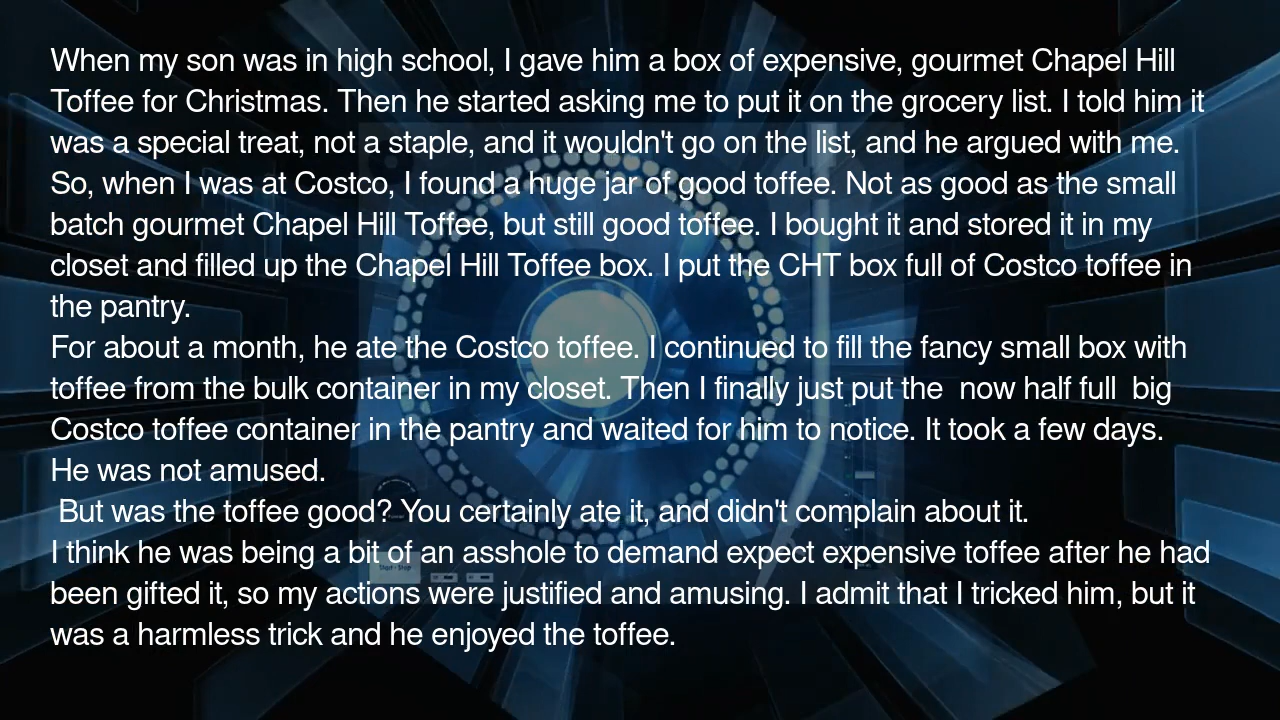 When my son was in high school, I gave him a box of expensive, gourmet Chapel Hill
Toffee for Christmas. Then he started asking me to put it on the grocery list. I told him it
was a special treat, not a staple, and it wouldn't go on the list, and he argued with me.
So, when I was at Costco, I found a huge jar of good toffee. Not as good as the small
batch gourmet Chapel Hill Toffee, but still good toffee. I bought it and stored it in my
closet and filled up the Chapel Hill Toffee box. I put the CHT box full of Costco toffee in
the pantry.
For about a month, he ate the Costco toffee. I continued to fill the fancy small box with
toffee from the bulk container in my closet. Then I finally just put the  now half full  big
Costco toffee container in the pantry and waited for him to notice. It took a few days.
He was not amused.
 But was the toffee good? You certainly ate it, and didn't complain about it.
I think he was being a bit of an asshole to demand expect expensive toffee after he had
been gifted it, so my actions were justified and amusing. I admit that I tricked him, but it
was a harmless trick and he enjoyed the toffee.
Start - Stop